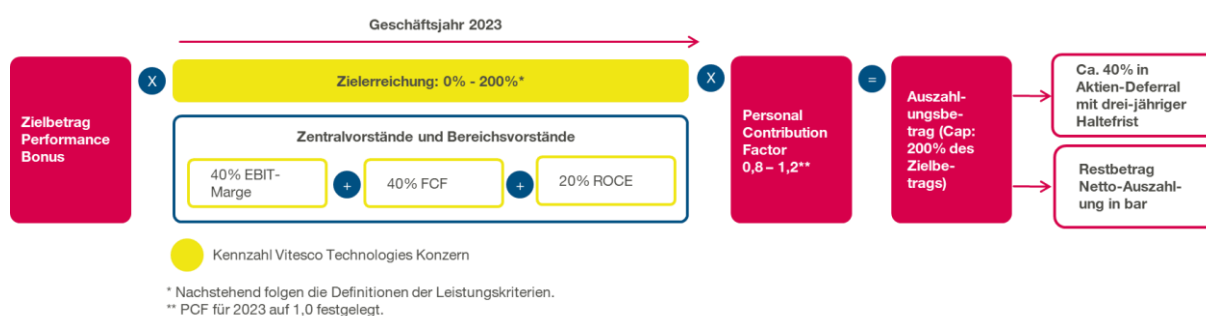 Geschäftsjahr 2023
Zielbetrag
Performance
Bonus
X
Zielerreichung: 0% - 200%*
Zentralvorstände und Bereichsvorstände
40% EBIT-
Marge
+
40% FCF
+
20% ROCE
X
Personal
Contribution
Factor
0,8 – 1,2**
=
Auszahl-
ungsbe-
trag (Cap:
200% des
Zielbe-
trags)
Ca. 40% in
Aktien-Deferral
mit drei-jähriger
Haltefrist
Restbetrag
Netto-Auszahl-
ung in bar
Kennzahl Vitesco Technologies Konzern
* Nachstehend folgen die Definitionen der Leistungskriterien.
** PCF für 2023 auf 1,0 festgelegt.